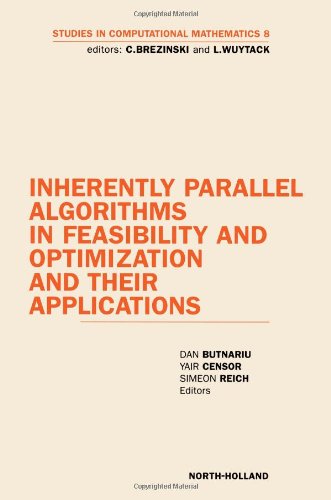 STUDIES IN COMPUTATIONAL MATHEMATICS 8
editors: C.BREZINSKI and L.WUYTACK
INHERENTLY PARALLEL
ALGORITHMS
IN FEASIBILITY AND
OPTIMIZATION
AND THEIR
APPLICATIONS
DAN BUTNARIU
YAIR CENSOR
SIMEON REICH
Editors
NORTH-HOLLAND